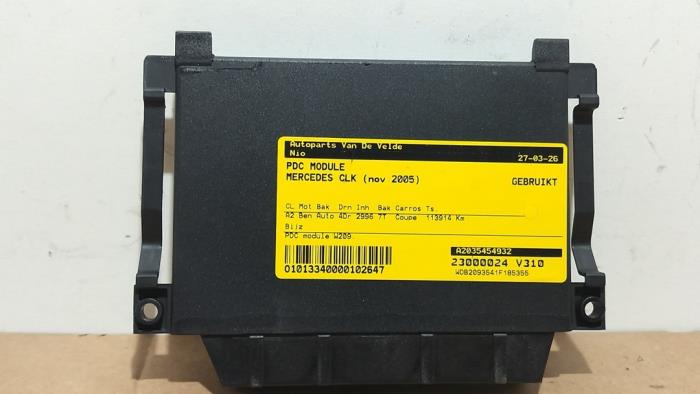 Autoparts Van De Velde
Nio 27-03-26
PDC MODULE
MERCEDES CLK (nov 2005) GEBRUIKT
CL Mot Bak Drn Inh Bak Carros Ts
A2 Ben Auto 4Dr 2996 7T Coupe 113914 Km
Bljz
PDC module W209
A2035454932
23000024 V310
WDB2093541F185355
01013340000102647